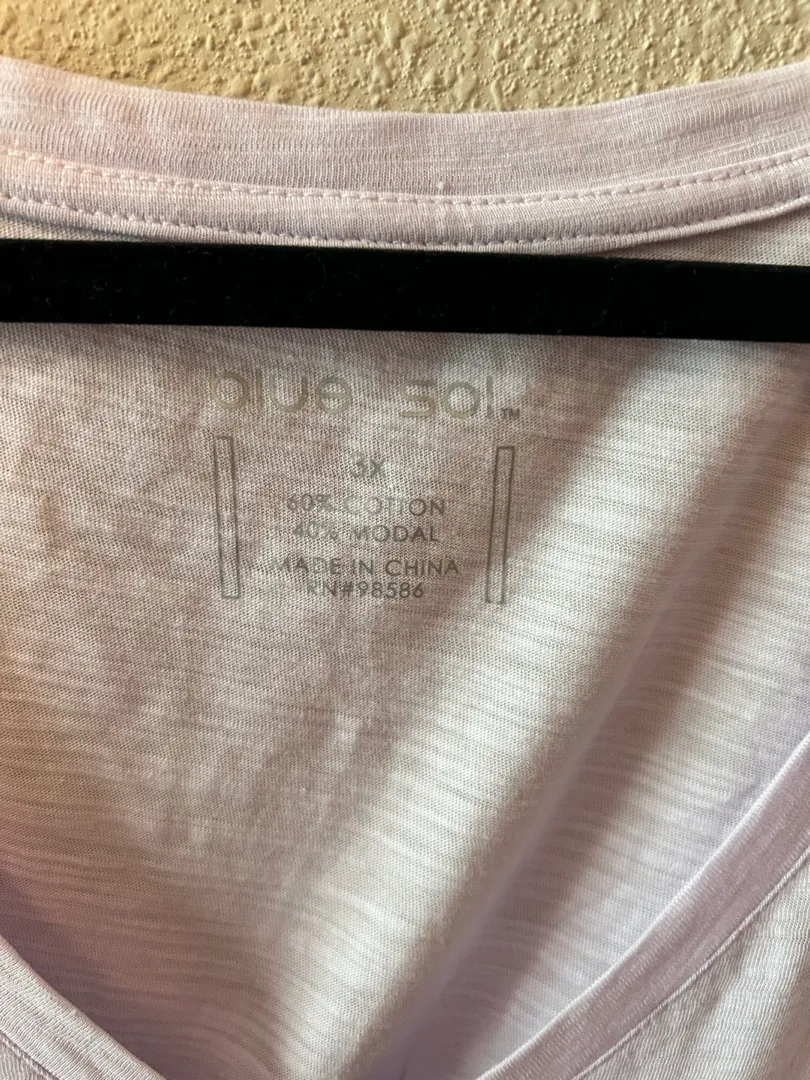 blue sol™
3X
60% COTTON
40% MODAL
MADE IN CHINA
RN#98586